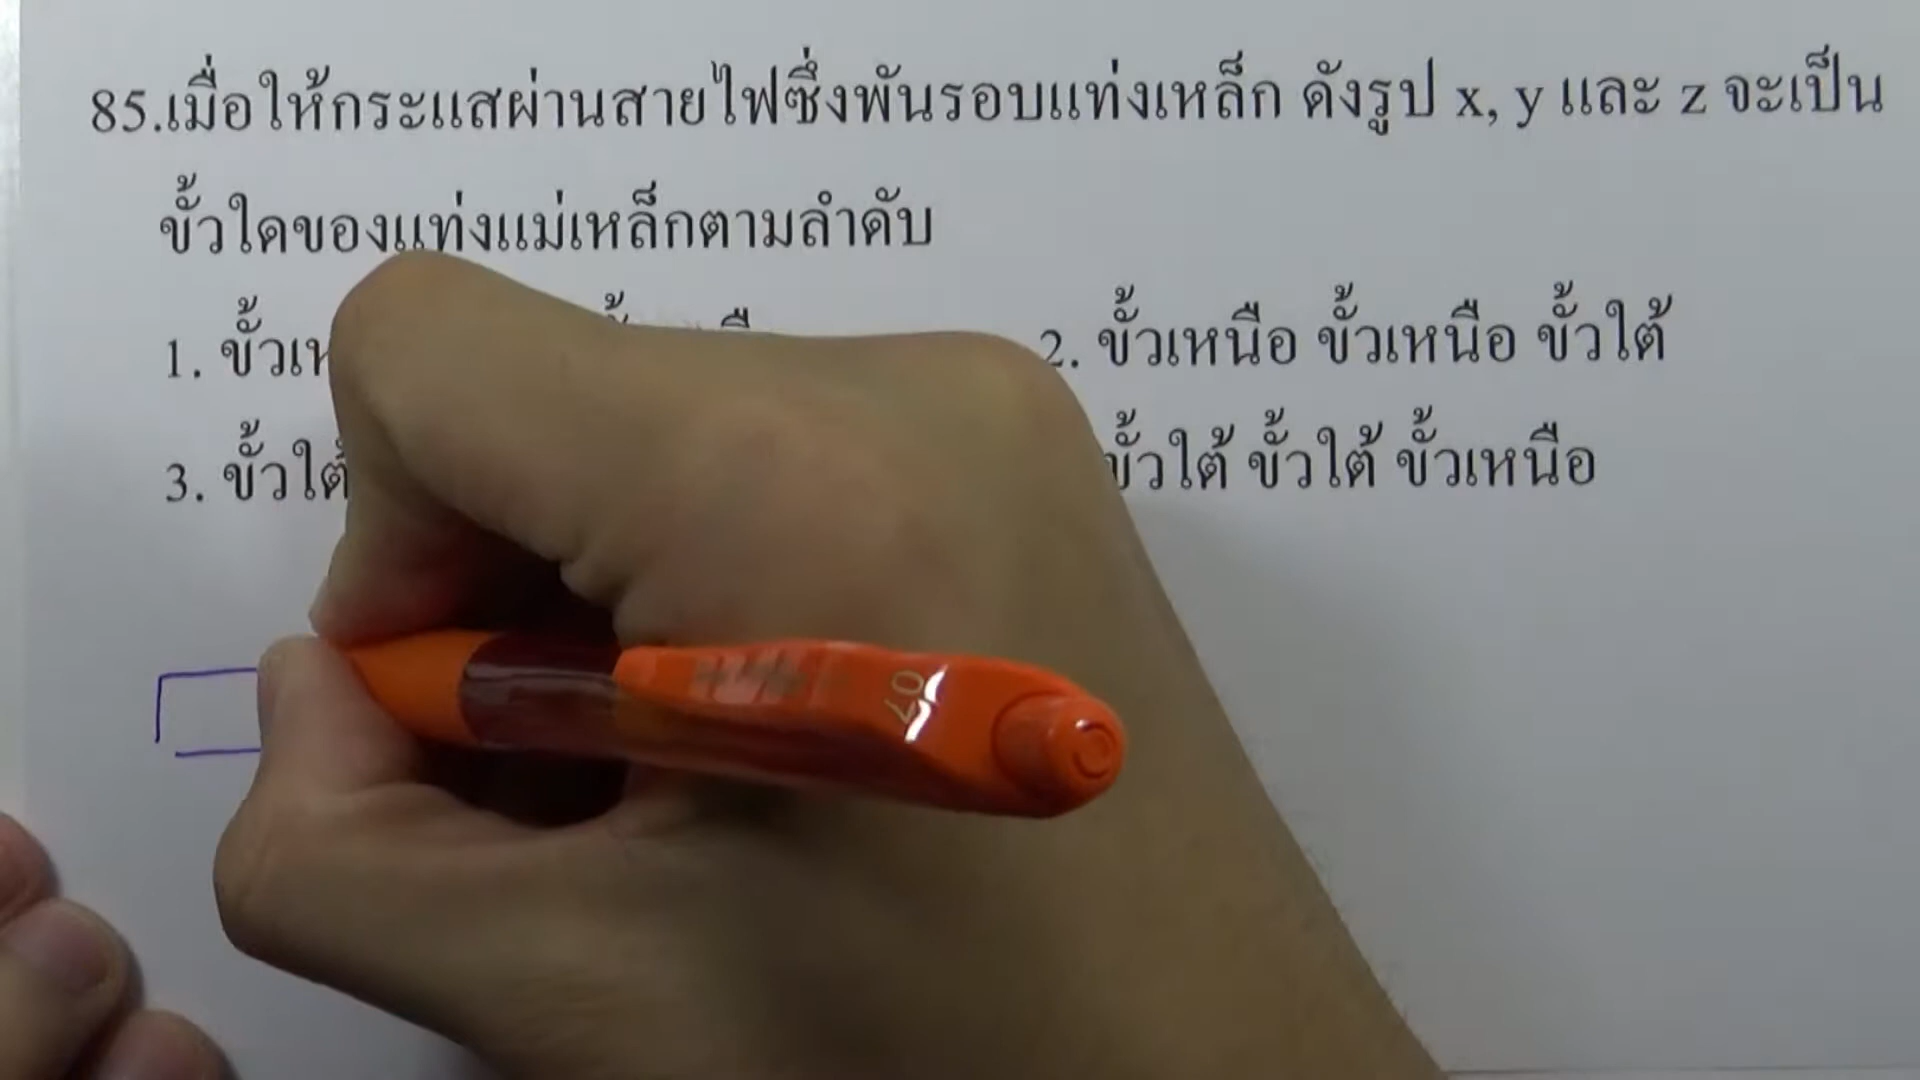 85.เมื่อให้กระแสผ่านสายไฟซึ่งพันรอบแท่งเหล็ก ดังรูป x, y และ z จะเป็น
ขั้วใดของแท่งแม่เหล็กตามลำดับ
1. 2. ขั้วเหนือ ขั้วเหนือ ขั้วใต้
3. ขั้วใต้ ขั้วใต้ ขั้วใต้ ขั้วเหนือ
07